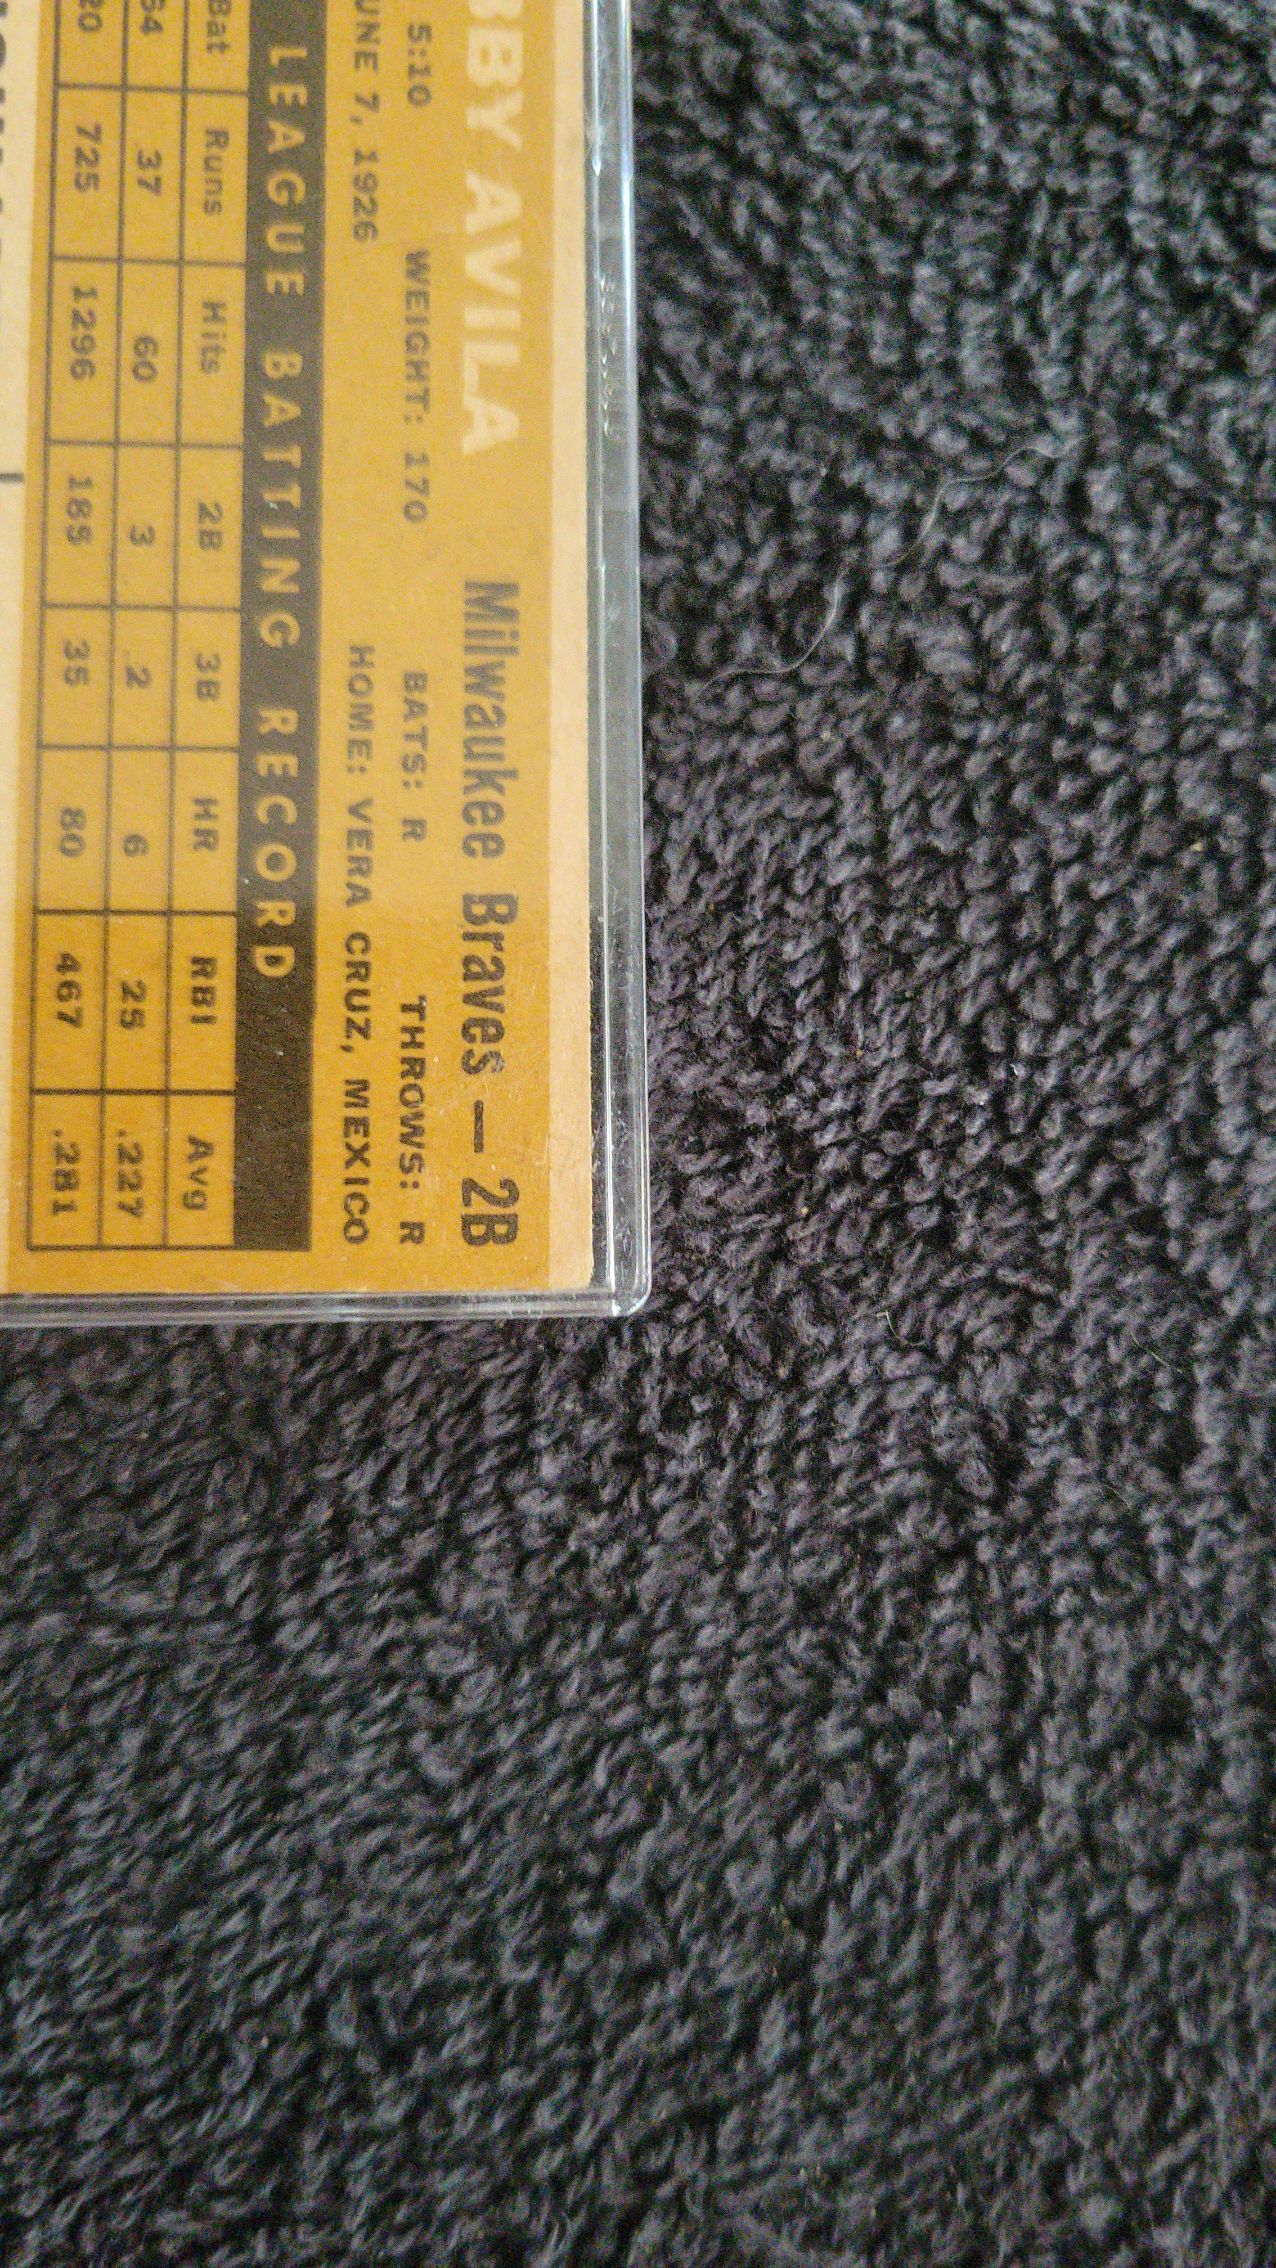 BBY AVILA Milwaukee Braves — 2B
5:10 WEIGHT: 170 BATS: R THROWS: R
UNE 7, 1926 HOME: VERA CRUZ, MEXICO
LEAGUE BATTING RECORD
Bat Runs Hits 2B 3B HR RBI Avg
64 37 60 3 2 6 25 .227
20 725 1296 185 35 80 467 .281